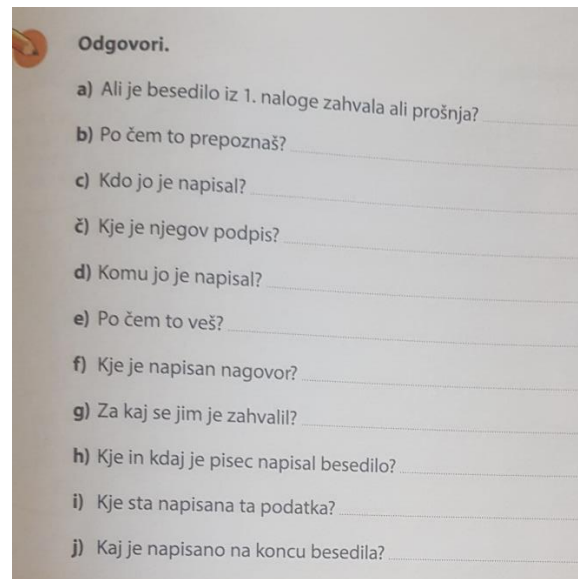 Odgovori.
a) Ali je besedilo iz 1. naloge zahvala ali prošnja?
b) Po čem to prepoznaš?
c) Kdo jo je napisal?
č) Kje je njegov podpis?
d) Komu jo je napisal?
e) Po čem to veš?
f) Kje je napisan nagovor?
g) Za kaj se jim je zahvalil?
h) Kje in kdaj je pisec napisal besedilo?
i) Kje sta napisana ta podatka?
j) Kaj je napisano na koncu besedila?